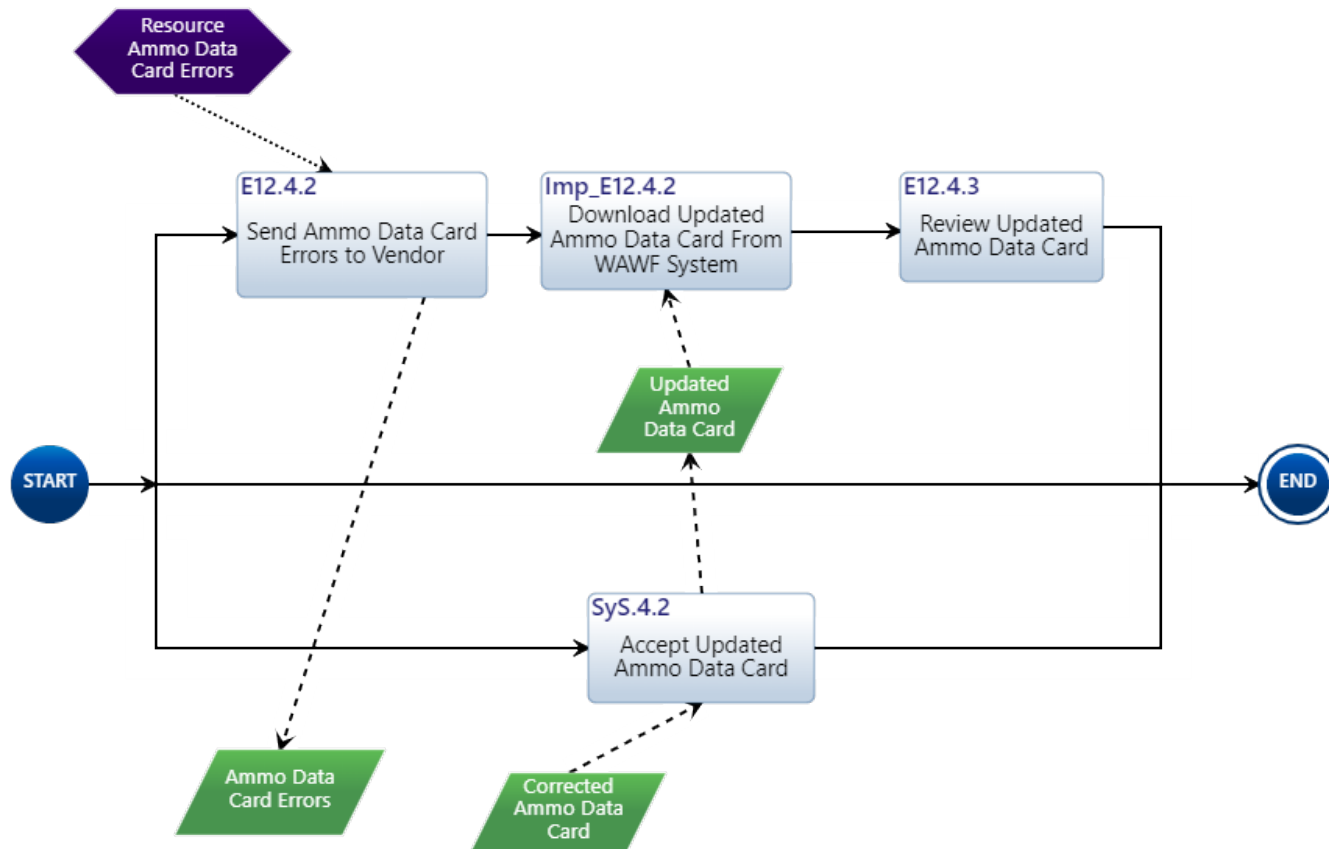 Resource
Ammo Data
Card Errors
E12.4.2
Send Ammo Data Card
Errors to Vendor
Imp_E12.4.2
Download Updated
Ammo Data Card From
WAWF System
E12.4.3
Review Updated
Ammo Data Card
Updated
Ammo
Data Card
START
END
SyS.4.2
Accept Updated
Ammo Data Card
Ammo Data
Card Errors
Corrected
Ammo Data
Card